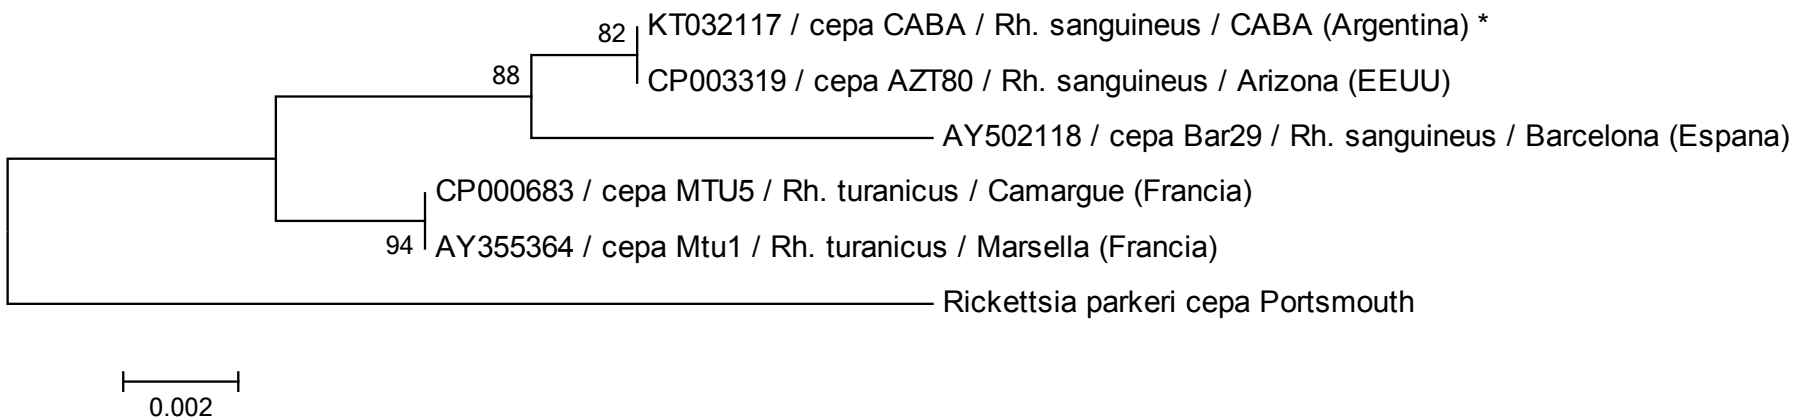 82 KT032117 / cepa CABA / Rh. sanguineus / CABA (Argentina) *
88 CP003319 / cepa AZT80 / Rh. sanguineus / Arizona (EEUU)
AY502118 / cepa Bar29 / Rh. sanguineus / Barcelona (Espana)
CP000683 / cepa MTU5 / Rh. turanicus / Camargue (Francia)
94 AY355364 / cepa Mtu1 / Rh. turanicus / Marsella (Francia)
Rickettsia parkeri cepa Portsmouth
0.002